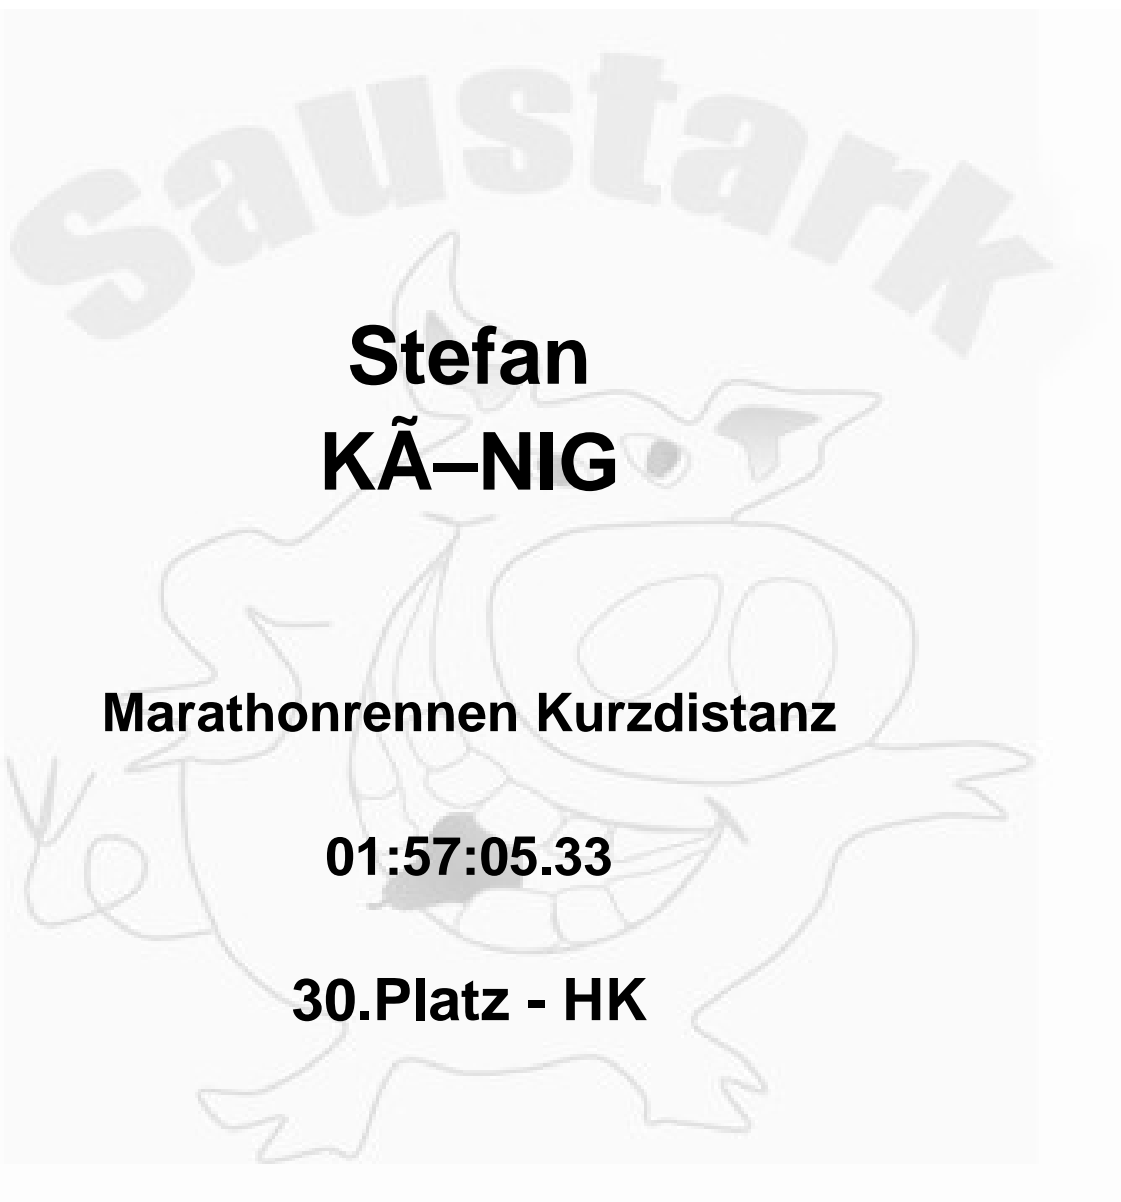 Saustark
Stefan
KÃ–NIG
Marathonrennen Kurzdistanz
01:57:05.33
30.Platz - HK